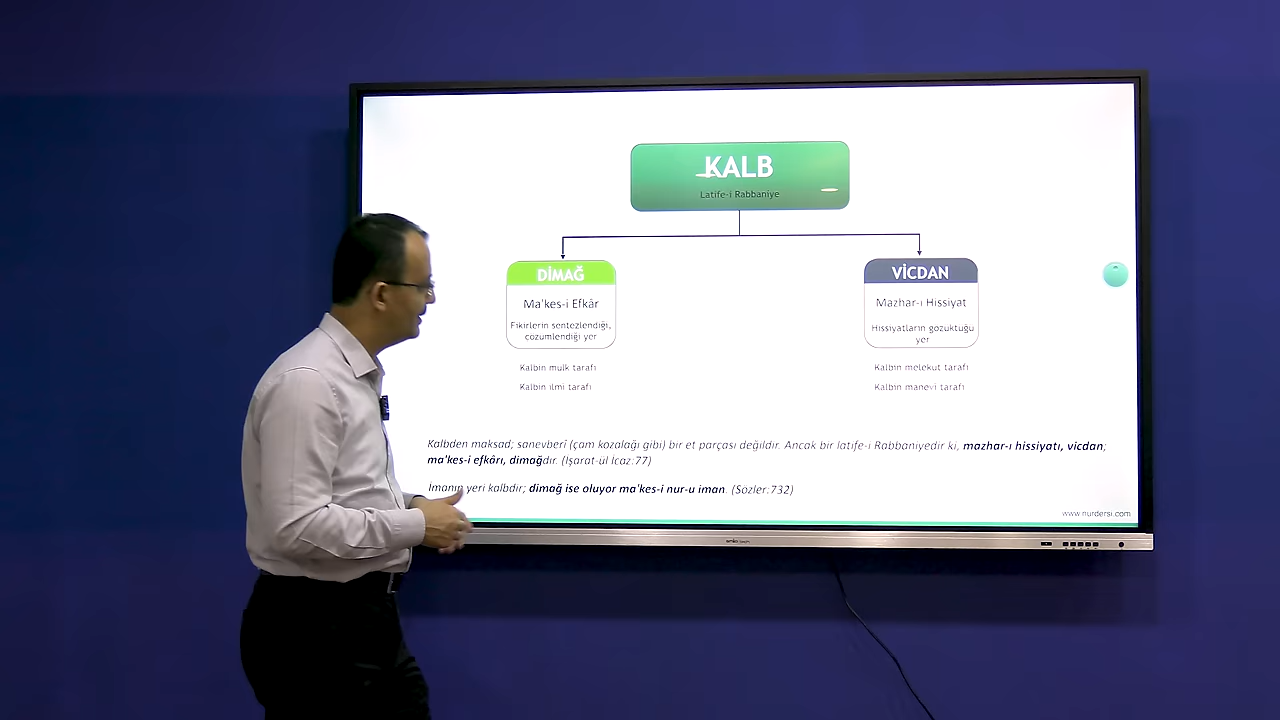 KALB
Latife-i Rabbaniye
DİMAĞ
Ma'kes-i Efkâr
Fikirlerin sentezlendiği,
çözümlendiği yer
Kalbin mülk tarafı
Kalbin ilmi tarafı
VİCDAN
Mazhar-ı Hissiyat
Hissiyatların gözüktüğü
yer
Kalbin melekut tarafı
Kalbin manevi tarafı
Kalbden maksad; sanevberî (çam kozalağı gibi) bir et parçası değildir. Ancak bir latife-i Rabbaniyedir ki, mazhar-ı hissiyatı, vicdan;
ma'kes-i efkârı, dimağdır. (İşarat-ül İcaz:77)
İmanın yeri kalbdir; dimağ ise oluyor ma'kes-i nur-u iman. (Sözler:732)
www.nurdersi.com